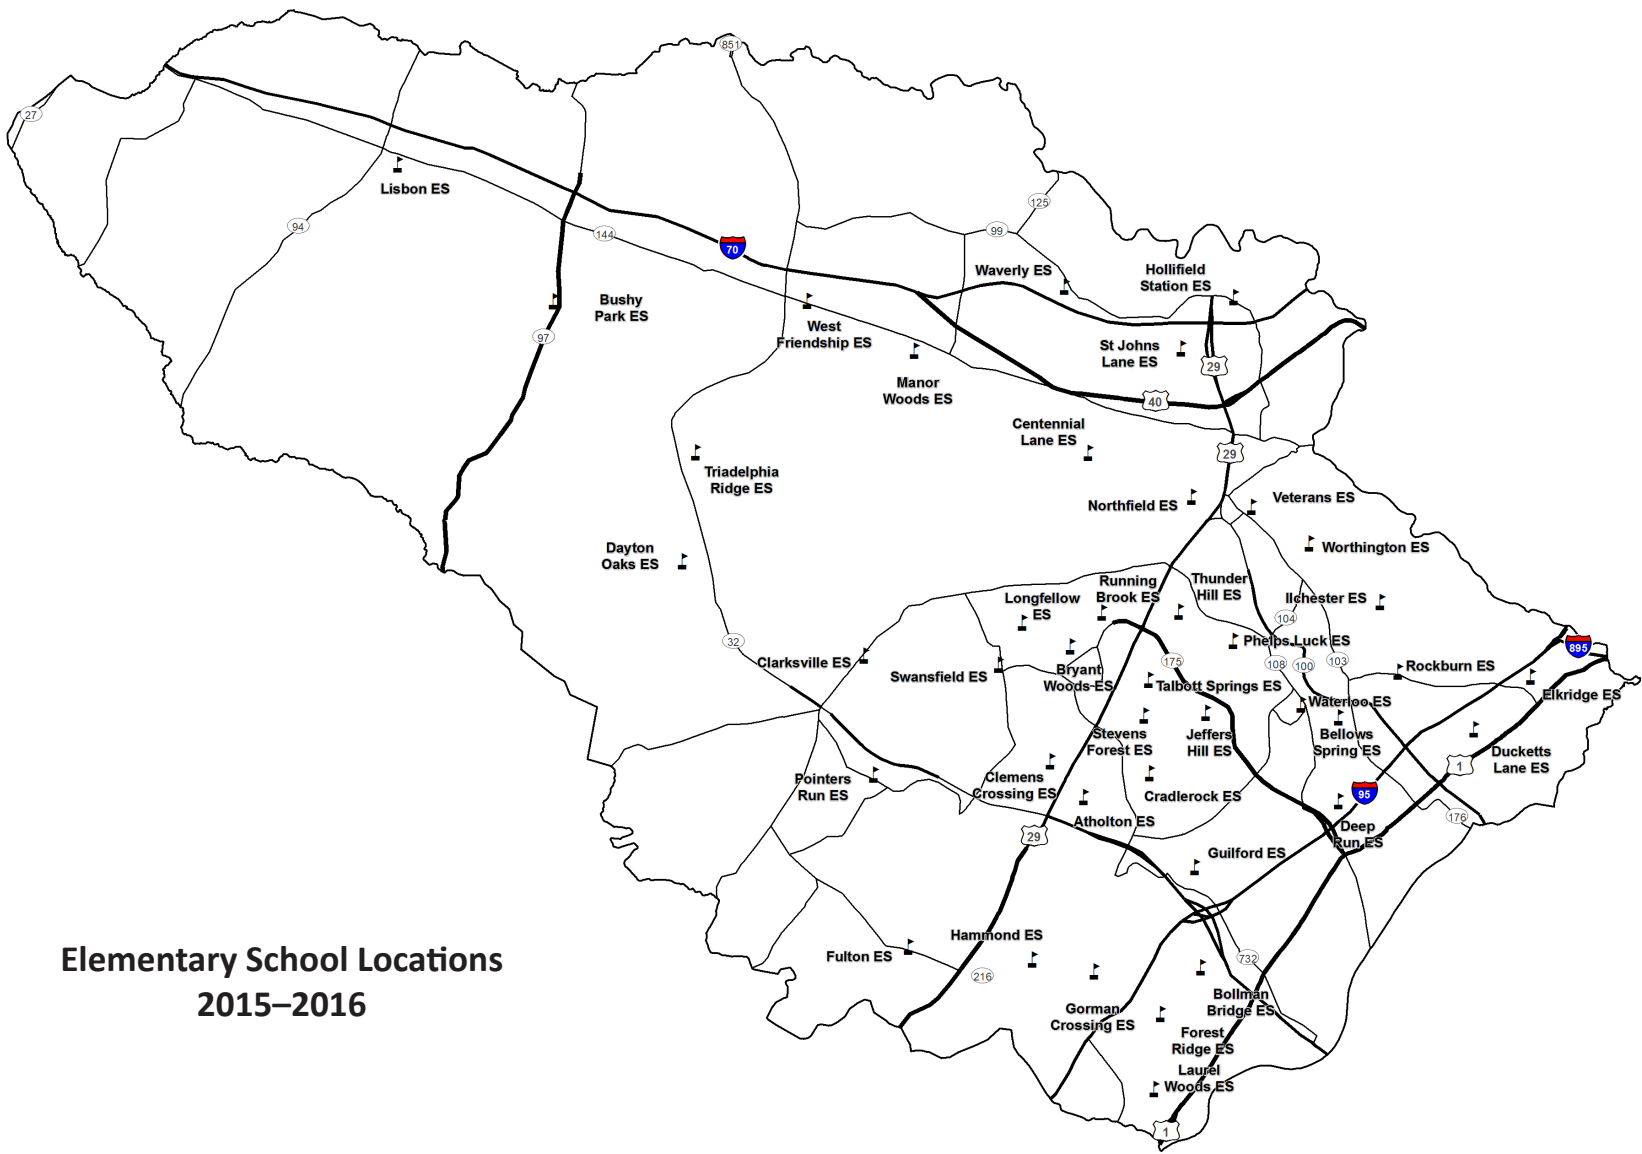 851
27
Lisbon ES
94
144
70
125
99
Waverly ES
Hollifield
Station ES
Bushy
Park ES
97
West
Friendship ES
St Johns
Lane ES
29
Manor
Woods ES
40
Centennial
Lane ES
29
Triadelphia
Ridge ES
Northfield ES
Veterans ES
Dayton
Oaks ES
Worthington ES
Running
Brook ES
Thunder
Hill ES
Longfellow
ES
Ilchester ES
104
32
Phelps Luck ES
895
Clarksville ES
Swansfield ES
Bryant
Woods ES
175
108
100
103
Rockburn ES
Talbott Springs ES
Elkridge ES
Waterloo ES
Stevens
Forest ES
Jeffers
Hill ES
Bellows
Spring ES
Ducketts
Lane ES
1
Pointers
Run ES
Clemens
Crossing ES
Cradlerock ES
95
Atholton ES
176
Deep
Run ES
29
Guilford ES
Hammond ES
Fulton ES
216
732
Elementary School Locations
2015–2016
Bollman
Bridge ES
Gorman
Crossing ES
Forest
Ridge ES
Laurel
Woods ES
1